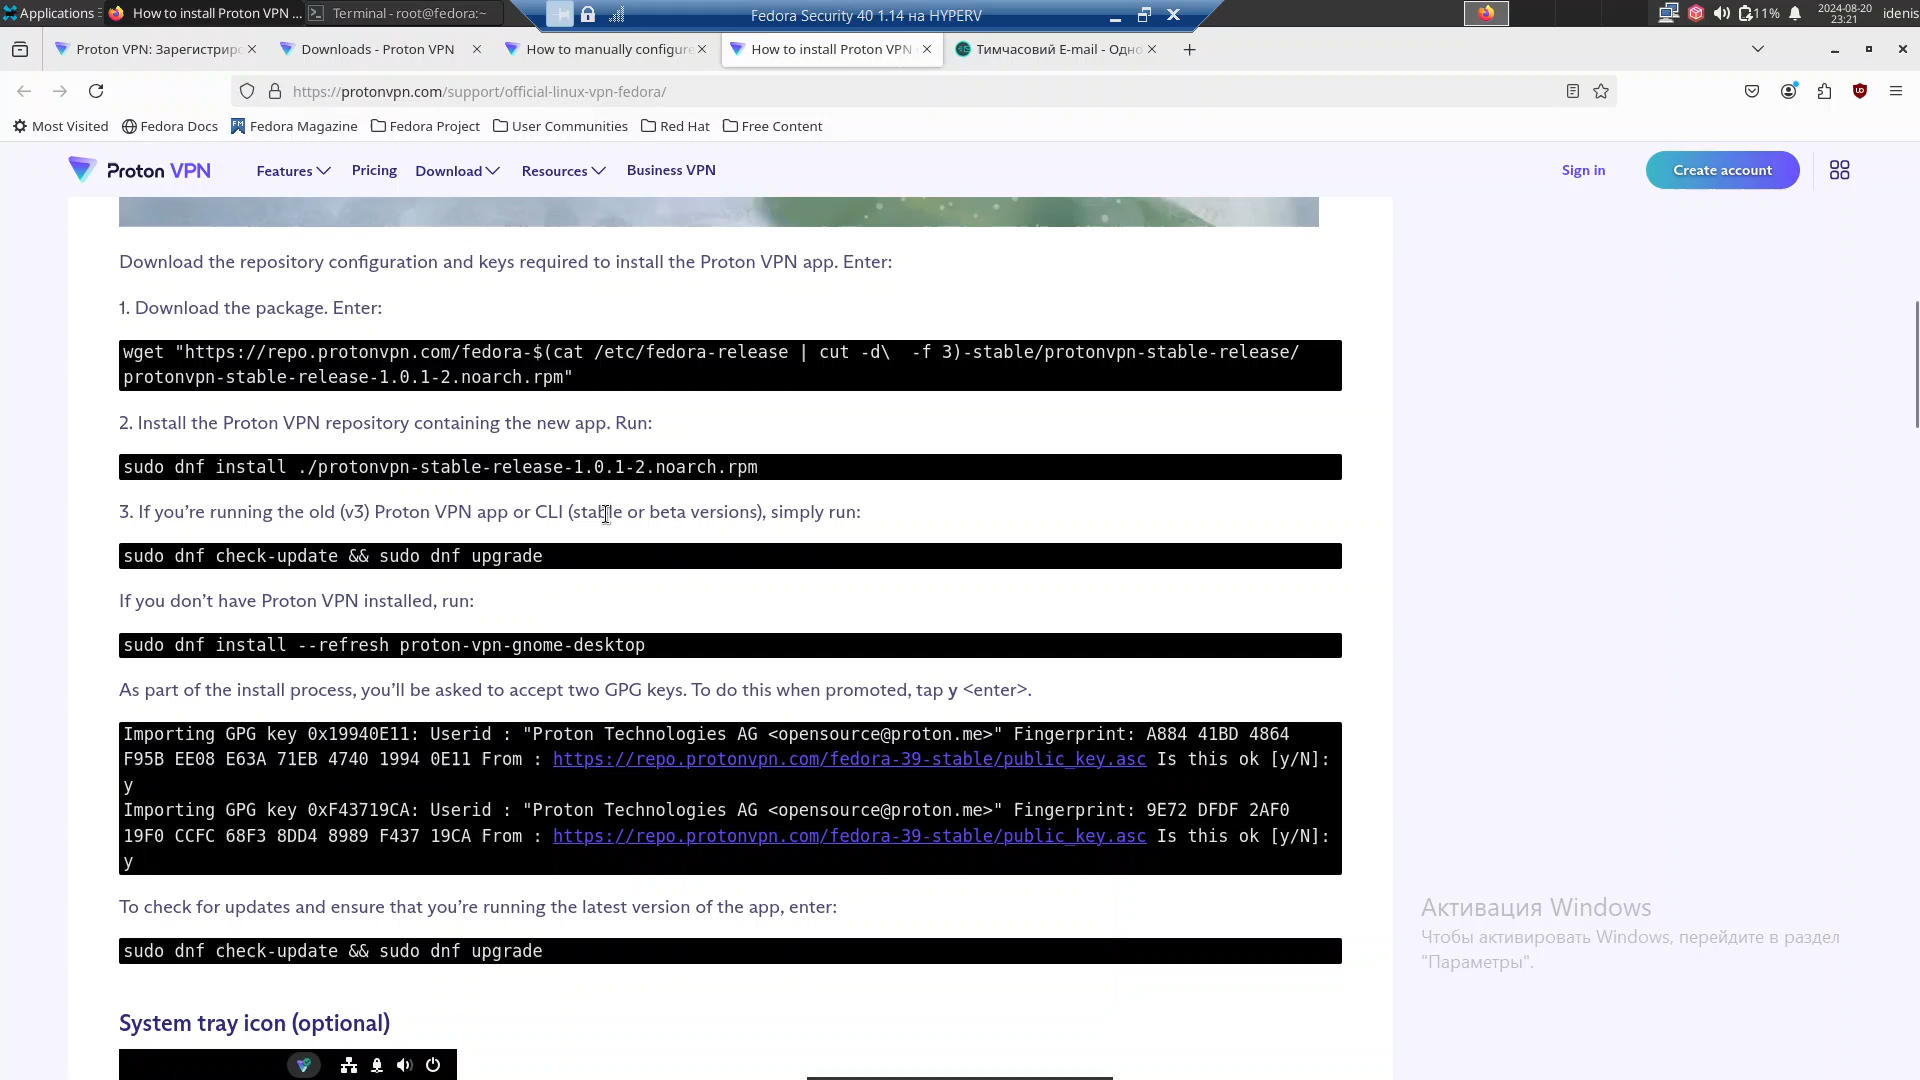 Applications
How to install Proton VPN ...
Terminal - root@fedora:~
Fedora Security 40 1.14 на HYPERV
11%
2024-08-20
23:21
idenis
Proton VPN: Зарегистрир
Downloads - Proton VPN
How to manually configure
How to install Proton VPN
Тимчасовий E-mail - Одно
https://protonvpn.com/support/official-linux-vpn-fedora/
Most Visited
Fedora Docs
Fedora Magazine
Fedora Project
User Communities
Red Hat
Free Content
Proton VPN
Features
Pricing
Download
Resources
Business VPN
Sign in
Create account
Download the repository configuration and keys required to install the Proton VPN app. Enter:
1. Download the package. Enter:
wget "https://repo.protonvpn.com/fedora-$(cat /etc/fedora-release | cut -d\  -f 3)-stable/protonvpn-stable-release/
protonvpn-stable-release-1.0.1-2.noarch.rpm"
2. Install the Proton VPN repository containing the new app. Run:
sudo dnf install ./protonvpn-stable-release-1.0.1-2.noarch.rpm
3. If you’re running the old (v3) Proton VPN app or CLI (stable or beta versions), simply run:
sudo dnf check-update && sudo dnf upgrade
If you don’t have Proton VPN installed, run:
sudo dnf install --refresh proton-vpn-gnome-desktop
As part of the install process, you’ll be asked to accept two GPG keys. To do this when promoted, tap y <enter>.
Importing GPG key 0x19940E11: Userid : "Proton Technologies AG <opensource@proton.me>" Fingerprint: A884 41BD 4864
F95B EE08 E63A 71EB 4740 1994 0E11 From : https://repo.protonvpn.com/fedora-39-stable/public_key.asc Is this ok [y/N]:
y
Importing GPG key 0xF43719CA: Userid : "Proton Technologies AG <opensource@proton.me>" Fingerprint: 9E72 DFDF 2AF0
19F0 CCFC 68F3 8DD4 8989 F437 19CA From : https://repo.protonvpn.com/fedora-39-stable/public_key.asc Is this ok [y/N]:
y
To check for updates and ensure that you’re running the latest version of the app, enter:
sudo dnf check-update && sudo dnf upgrade
System tray icon (optional)
Активация Windows
Чтобы активировать Windows, перейдите в раздел
"Параметры".